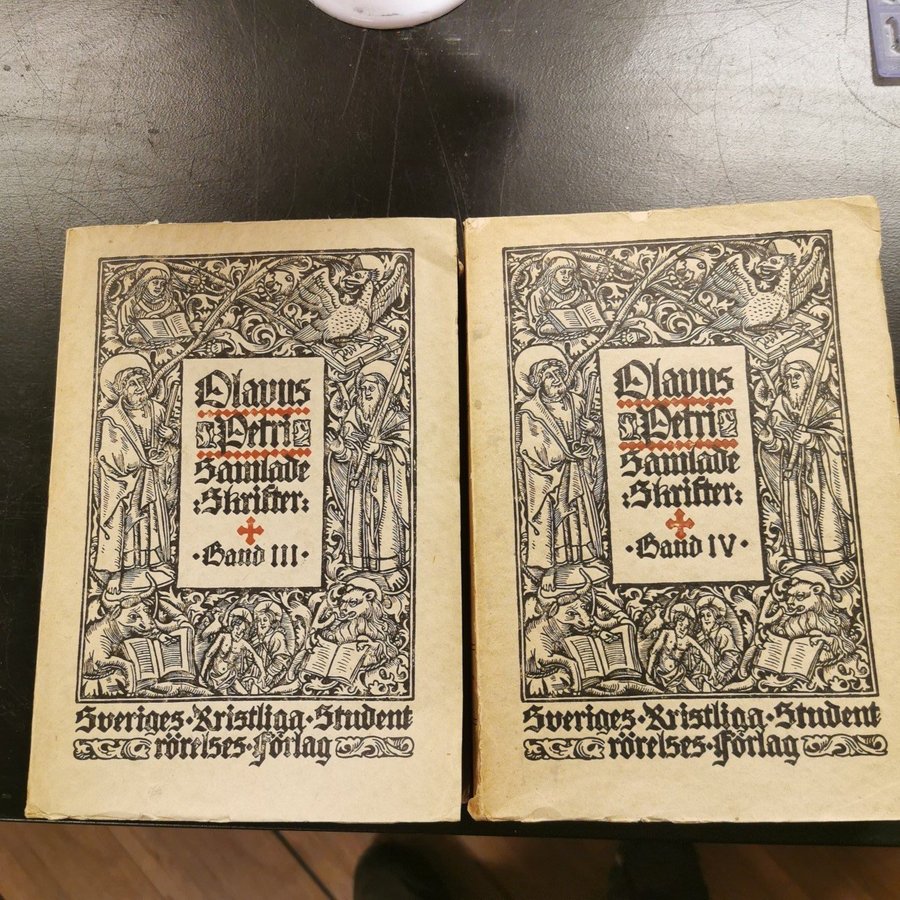 Olavus
Petri
Samlade
:Skrifter:
·Band III·
Sveriges·Kristliga·Student
rörelses·Förlag
Olavus
Petri
Samlade
:Skrifter:
·Band IV·
Sveriges·Kristliga·Student
rörelses·Förlag
1